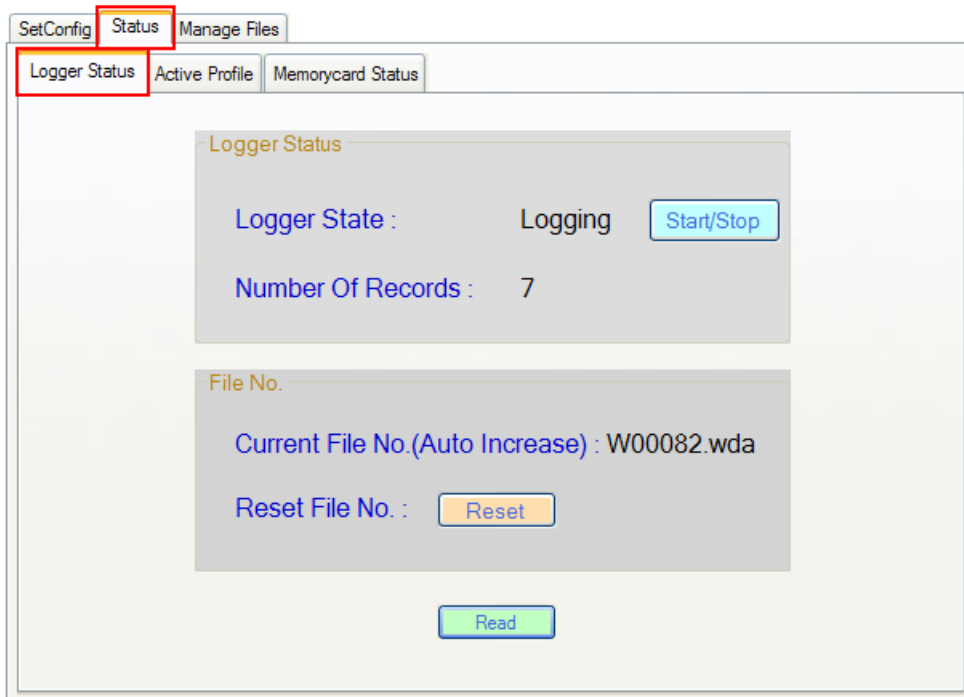 SetConfig Status Manage Files
Logger Status Active Profile Memorycard Status
Logger Status
Logger State : Logging Start/Stop
Number Of Records : 7
File No.
Current File No.(Auto Increase) : W00082.wda
Reset File No. : Reset
Read